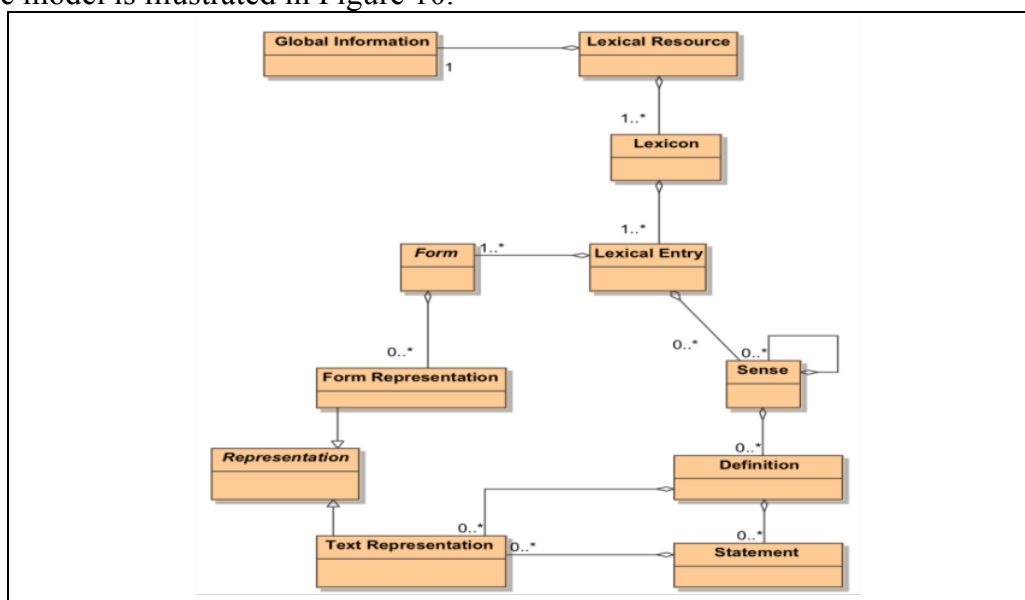 e model is illustrated in Figure 10.
Global Information
Lexical Resource
1
1..*
Lexicon
1..*
Form
1..*
Lexical Entry
0..*
0..*
0..*
Form Representation
Sense
Representation
0..*
Definition
0..*
0..*
Text Representation
0..*
Statement